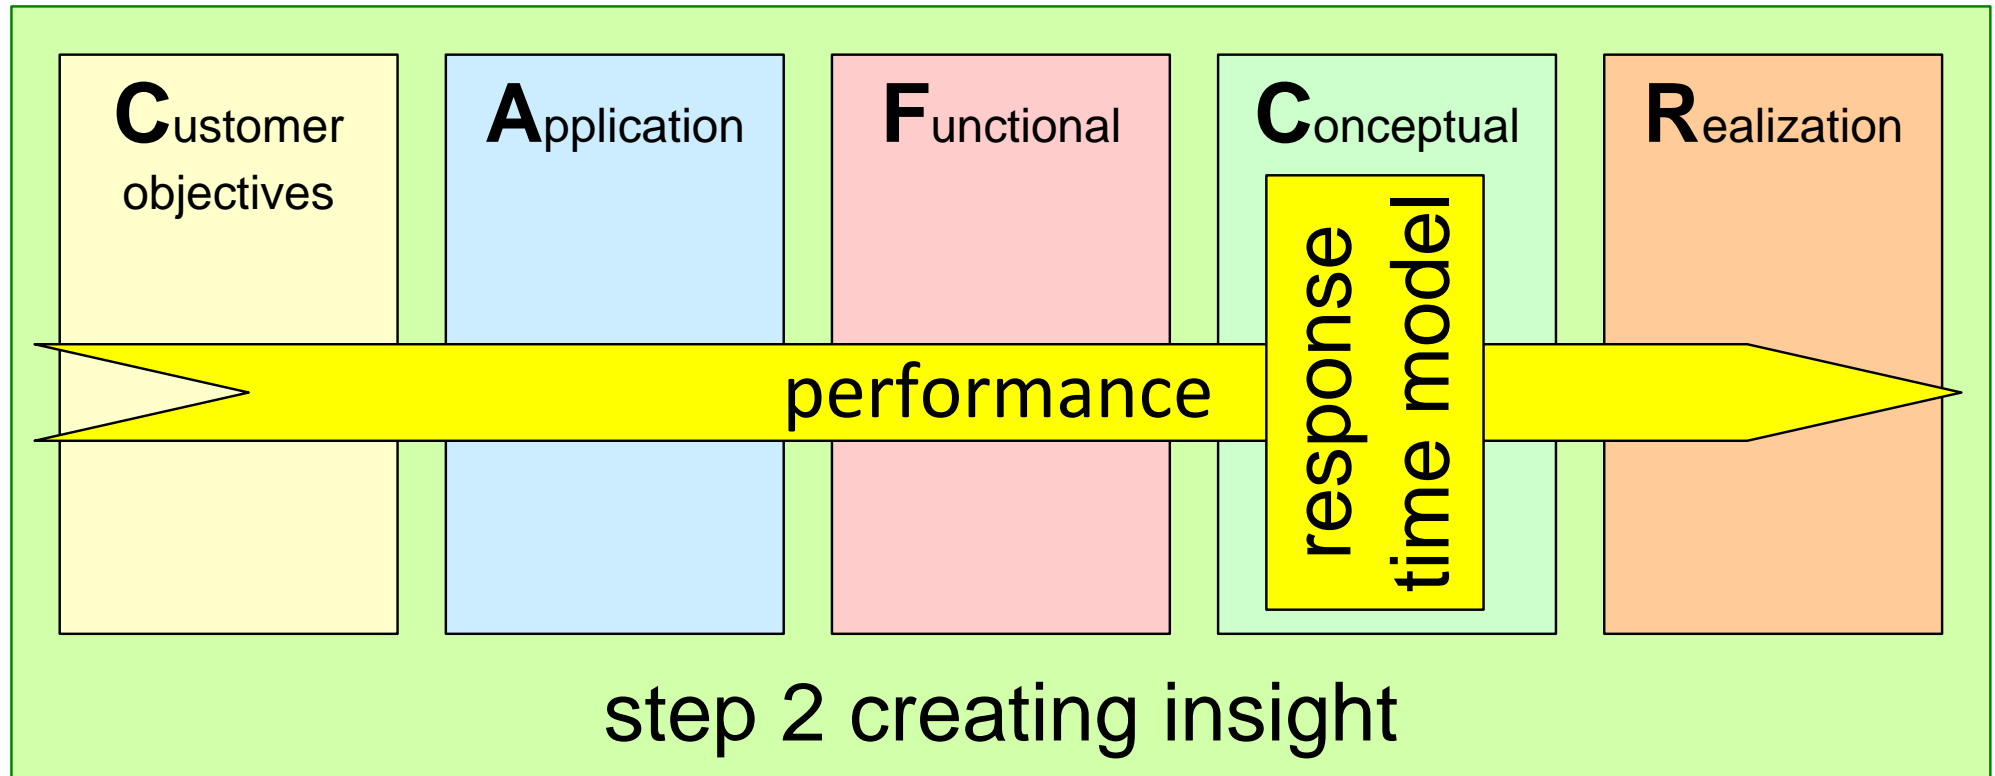 Customer
objectives
Application
Functional
Conceptual
Realization
performance
response
time model
step 2 creating insight